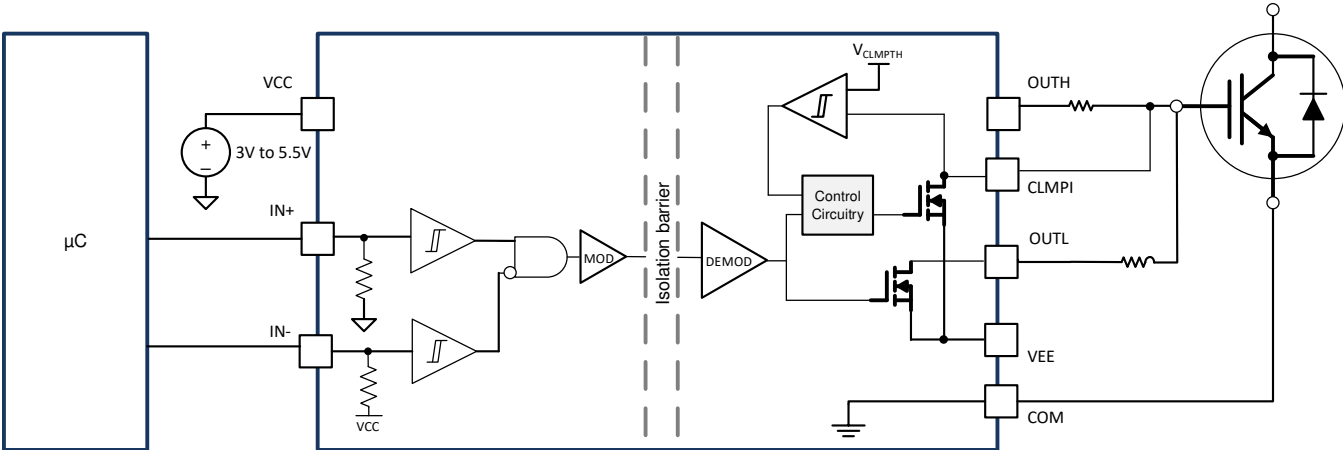 µC
VCC
+
−
3V to 5.5V
IN+
IN-
VCC
MOD
Isolation barrier
DEMOD
VCLMPTH
Control
Circuitry
OUTH
CLMPI
OUTL
VEE
COM